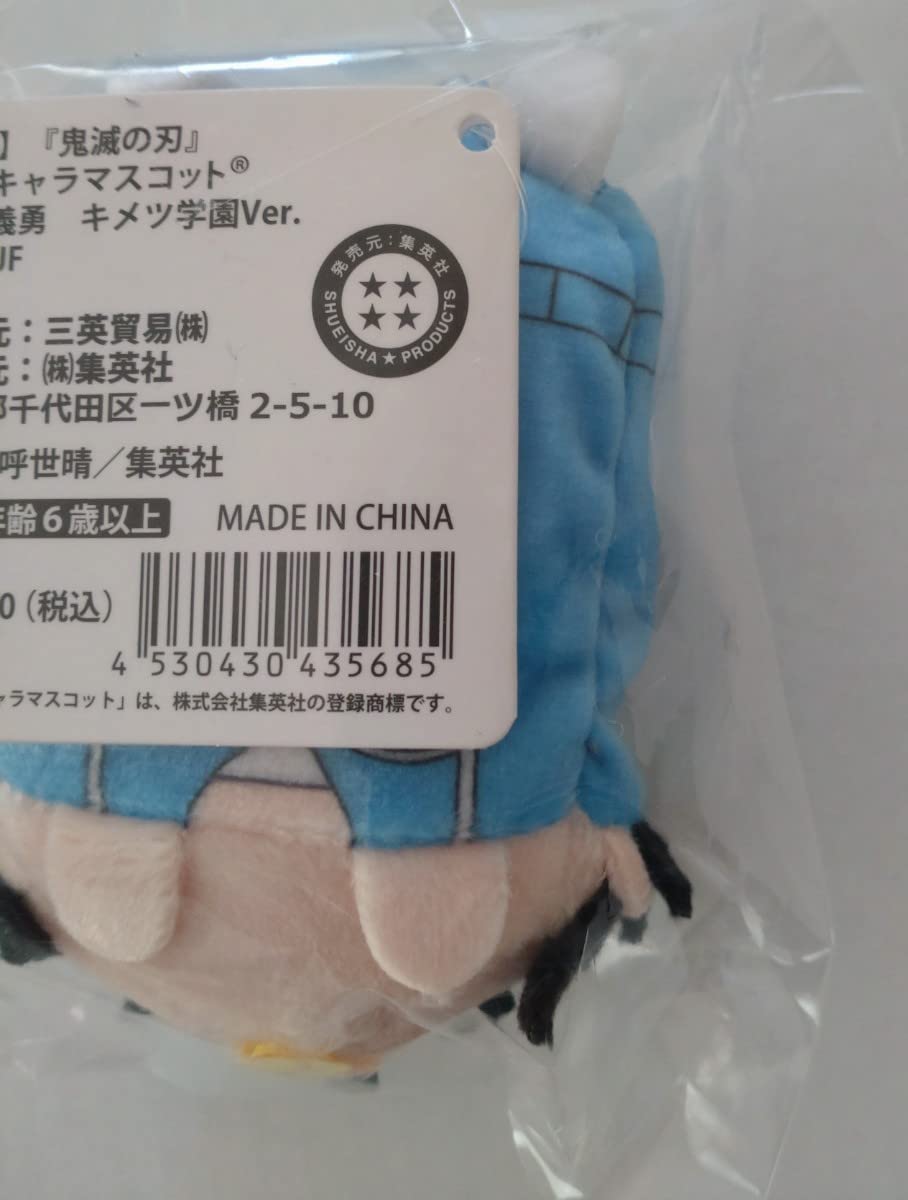 】 『鬼滅の刃』
キャラマスコット®
義勇 キメツ学園Ver.
UF
発売元：集英社
SHUEISHA★PRODUCTS
元：三英貿易㈱
元：㈱集英社
都千代田区一ツ橋 2-5-10
呼世晴／集英社
年齢6歳以上
MADE IN CHINA
0（税込）
4 530430 435685
ャラマスコット」は、株式会社集英社の登録商標です。